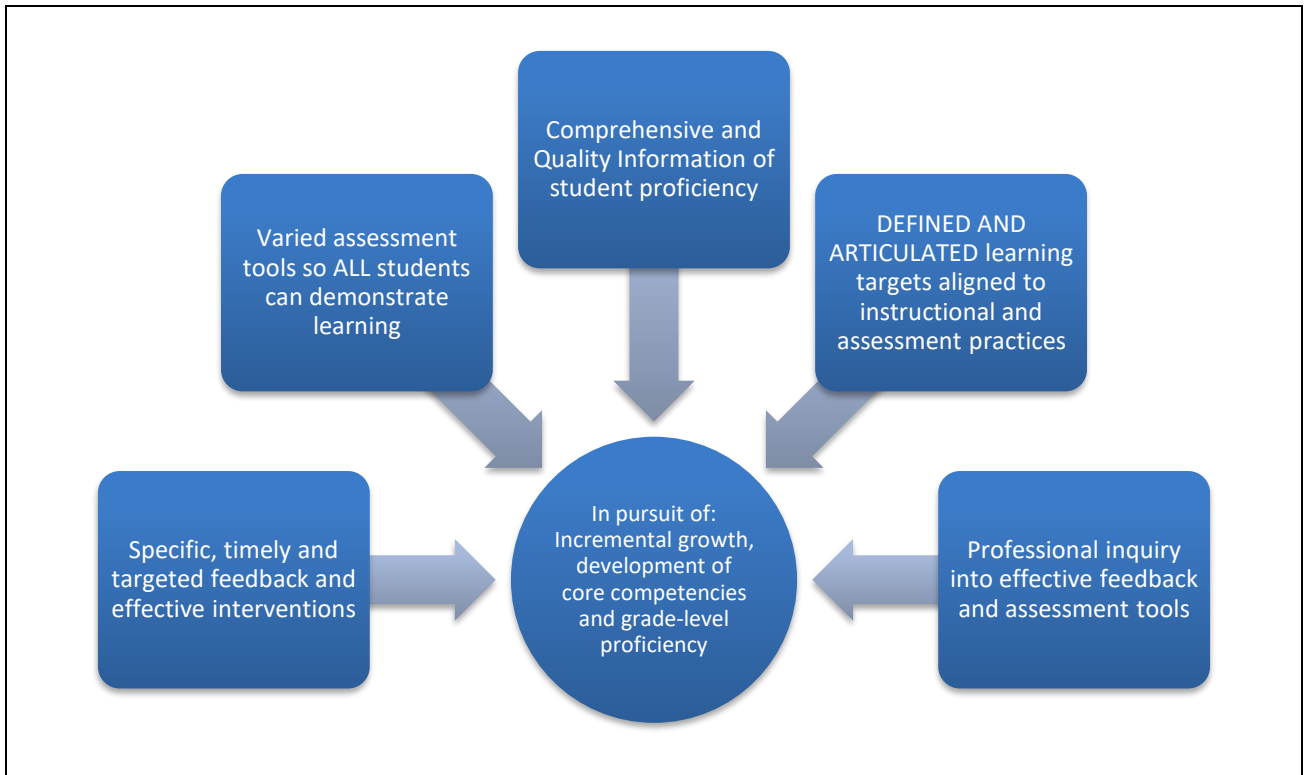 Comprehensive and
Quality Information of
student proficiency
Varied assessment
tools so ALL students
can demonstrate
learning
DEFINED AND
ARTICULATED learning
targets aligned to
instructional and
assessment practices
Specific, timely and
targeted feedback and
effective interventions
In pursuit of:
Incremental growth,
development of
core competencies
and grade-level
proficiency
Professional inquiry
into effective feedback
and assessment tools